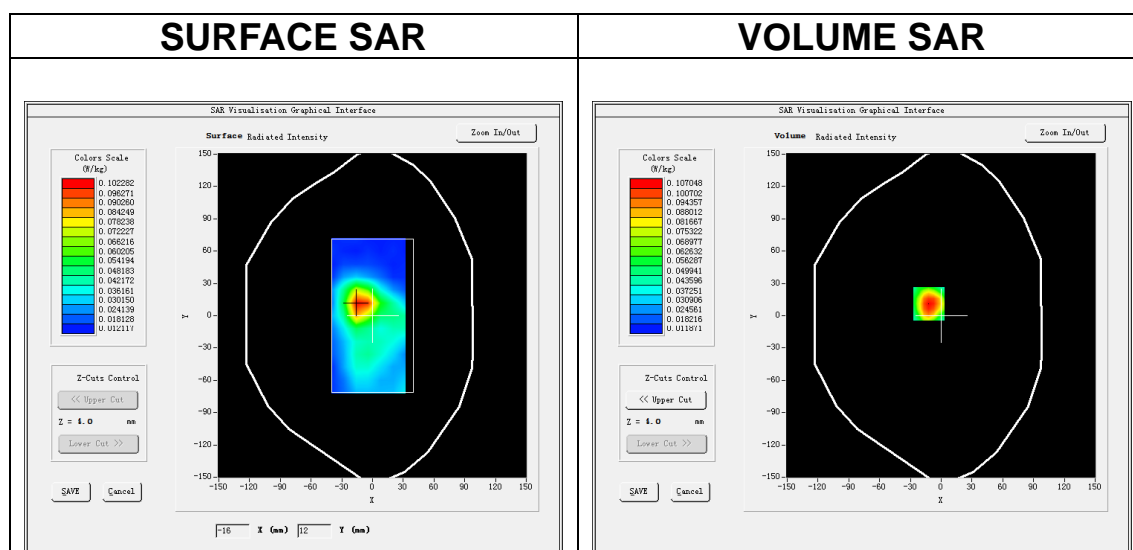 SURFACE SAR
VOLUME SAR
SAR Visualisation Graphical Interface
Surface Radiated Intensity
Zoom In/Out
Colors Scale
(W/kg)
0.102282
0.096271
0.090260
0.084249
0.078238
0.072227
0.066216
0.060205
0.054194
0.048183
0.042172
0.036161
0.030150
0.024139
0.018128
0.012117
Z-Cuts Control
<< Upper Cut
Z = 4.0 mm
Lower Cut >>
SAVE Cancel
150
120
90
60
30
0
-30
-60
-90
-120
-150
Y
-150 -120 -90 -60 -30 0 30 60 90 120 150
X
-16 X (mm) 12 Y (mm)
SAR Visualisation Graphical Interface
Volume Radiated Intensity
Zoom In/Out
Colors Scale
(W/kg)
0.107048
0.100702
0.094357
0.088012
0.081667
0.075322
0.068977
0.062632
0.056287
0.049941
0.043596
0.037251
0.030906
0.024561
0.018216
0.011871
Z-Cuts Control
<< Upper Cut
Z = 4.0 mm
Lower Cut >>
SAVE Cancel
150
120
90
60
30
0
-30
-60
-90
-120
-150
Y
-150 -120 -90 -60 -30 0 30 60 90 120 150
X